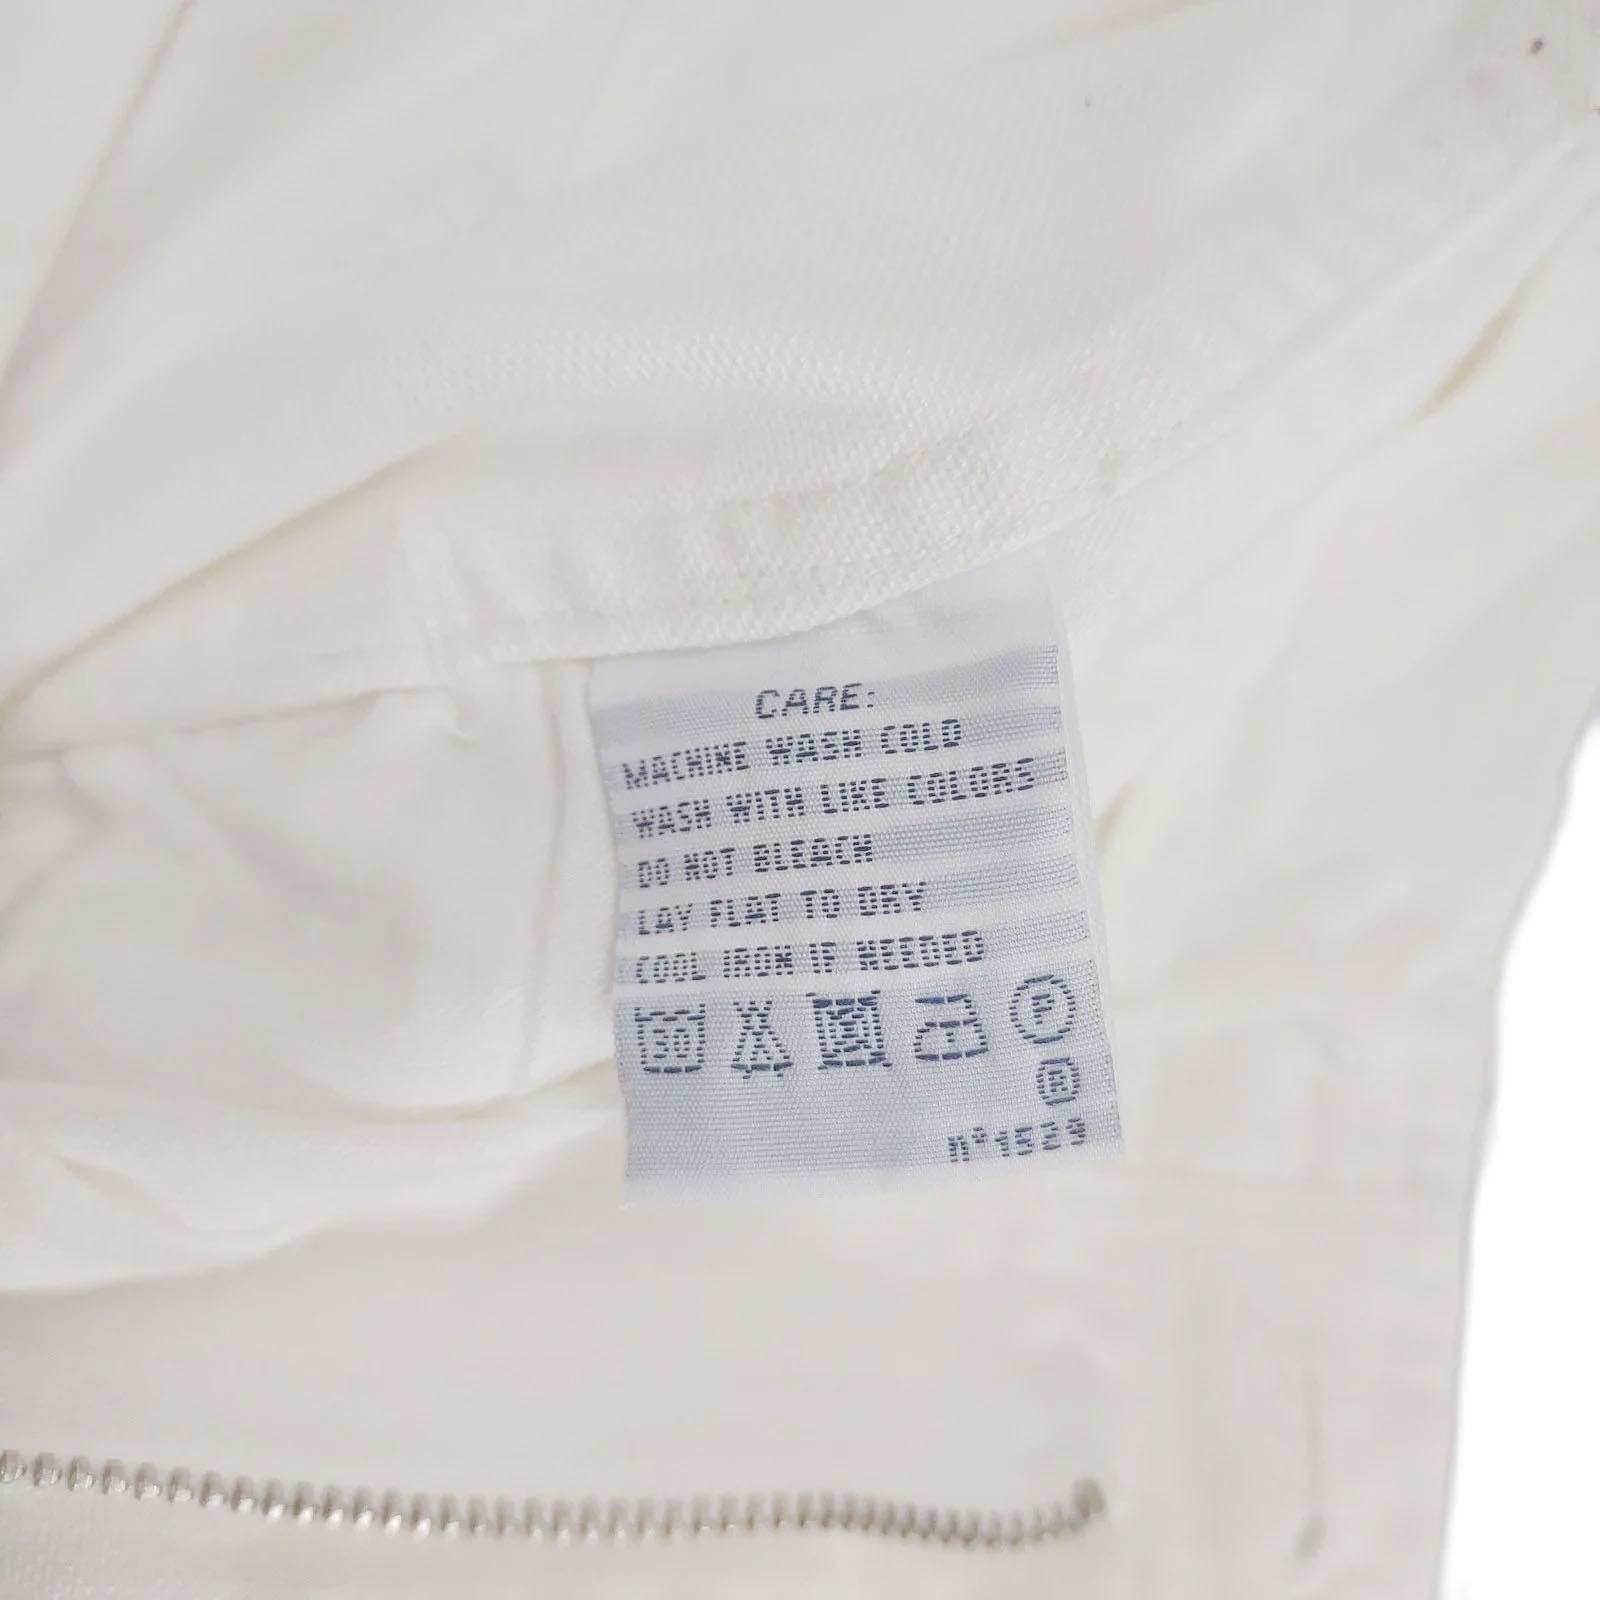 CARE:
MACHINE WASH COLD
WASH WITH LIKE COLORS
DO NOT BLEACH
LAY FLAT TO DRY
COOL IRON IF NEEDED
30 P
®
N°1529